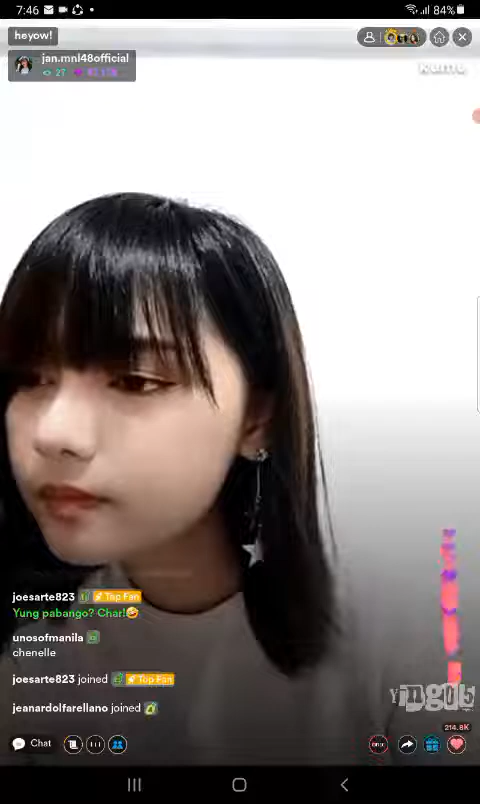 7:46
84%
heyow!
jan.mnl48official
27
kumu
joesarte823 Top Fan
Yung pabango? Char!🤣
unosofmanila
chenelle
joesarte823 joined Top Fan
jeanardolfarellano joined
214.8K
Chat